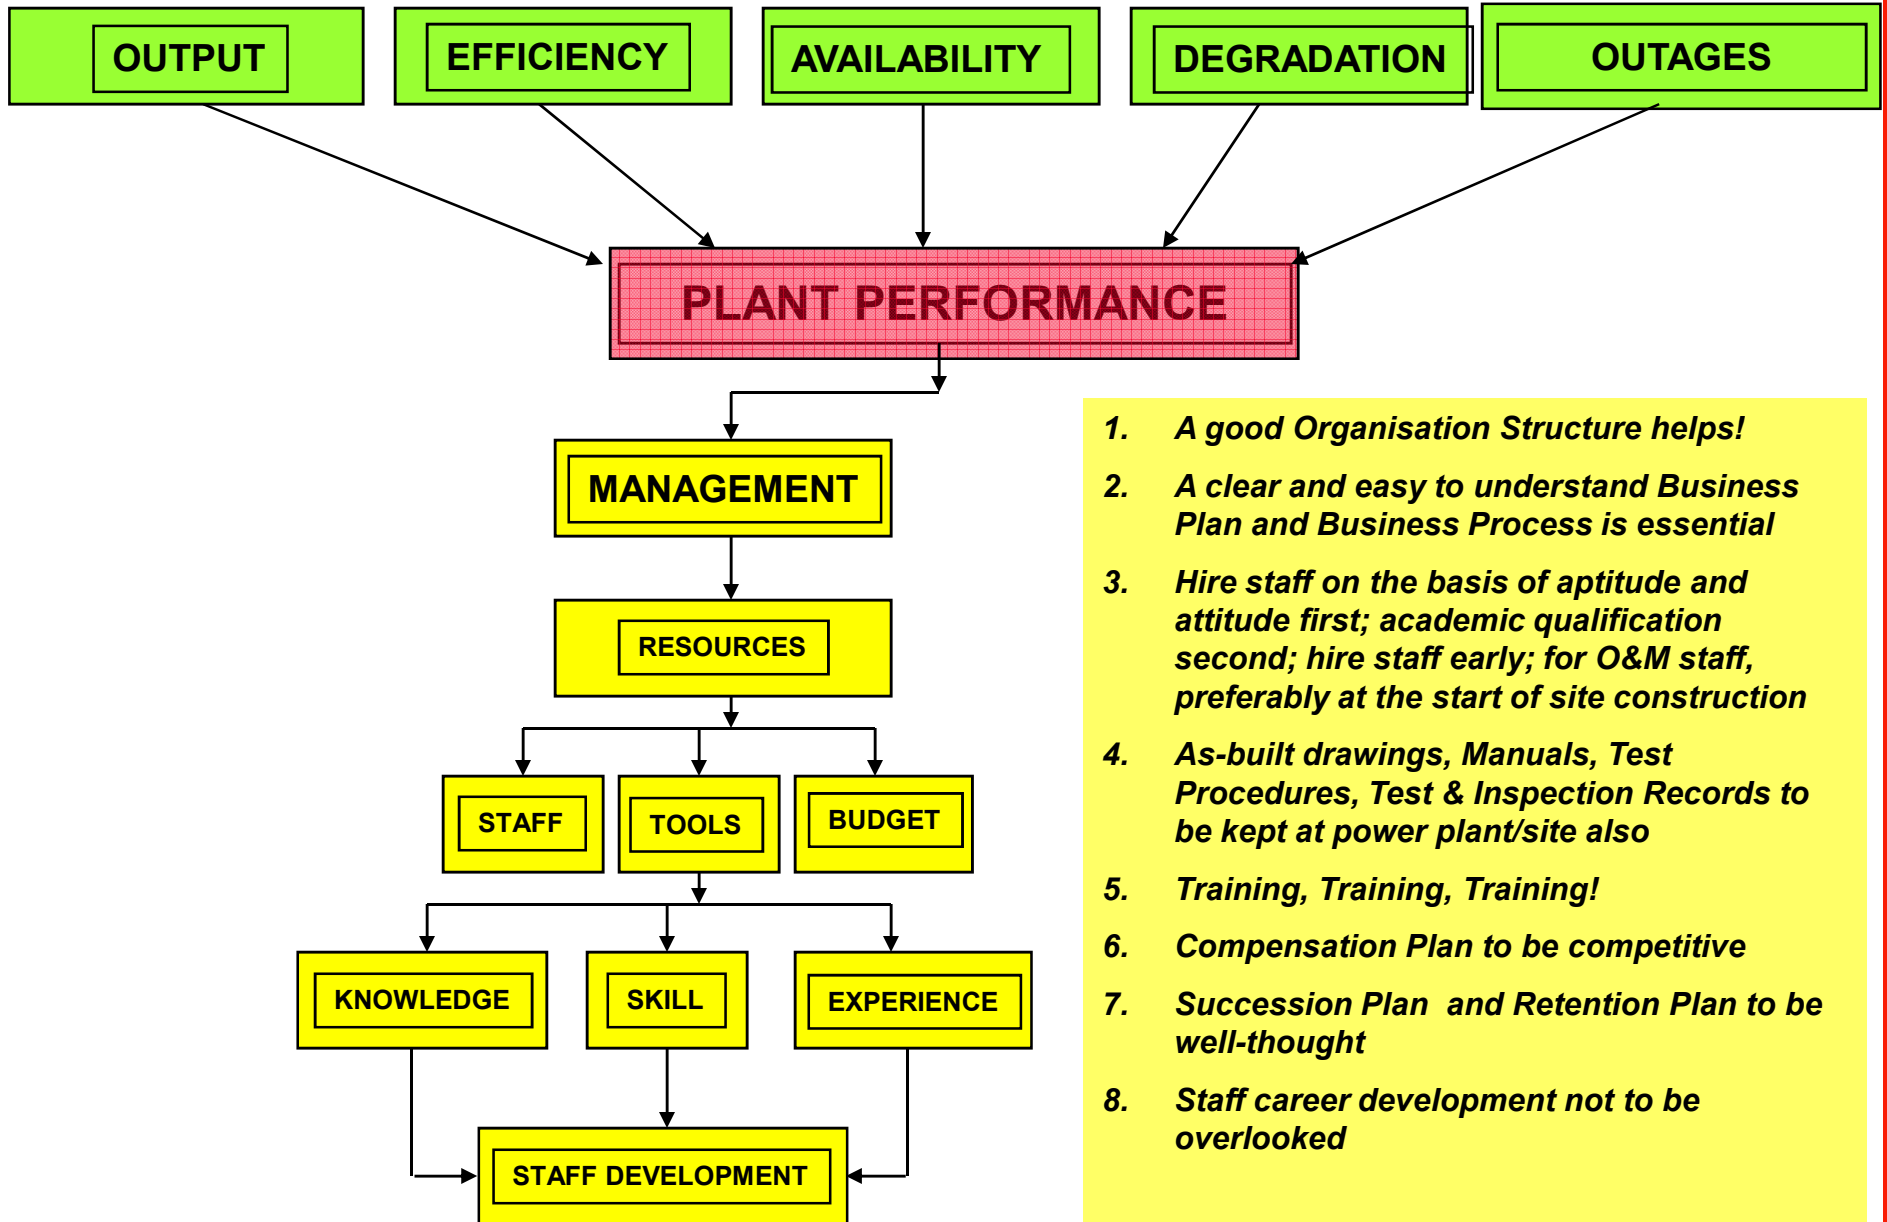 OUTPUT
EFFICIENCY
AVAILABILITY
DEGRADATION
OUTAGES
PLANT PERFORMANCE
MANAGEMENT
RESOURCES
STAFF
TOOLS
BUDGET
KNOWLEDGE
SKILL
EXPERIENCE
STAFF DEVELOPMENT
1. A good Organisation Structure helps!
2. A clear and easy to understand Business
Plan and Business Process is essential
3. Hire staff on the basis of aptitude and
attitude first; academic qualification
second; hire staff early; for O&M staff,
preferably at the start of site construction
4. As-built drawings, Manuals, Test
Procedures, Test & Inspection Records to
be kept at power plant/site also
5. Training, Training, Training!
6. Compensation Plan to be competitive
7. Succession Plan and Retention Plan to be
well-thought
8. Staff career development not to be
overlooked